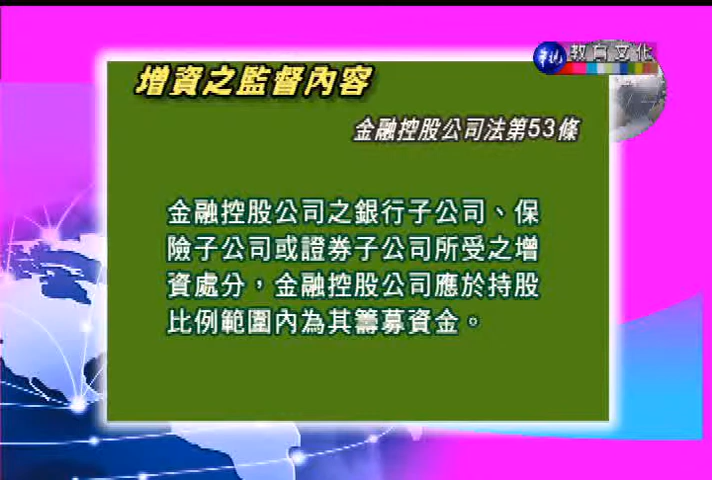 華視 教育文化
增資之監督內容
金融控股公司法第53條
金融控股公司之銀行子公司、保
險子公司或證券子公司所受之增
資處分，金融控股公司應於持股
比例範圍內為其籌募資金。